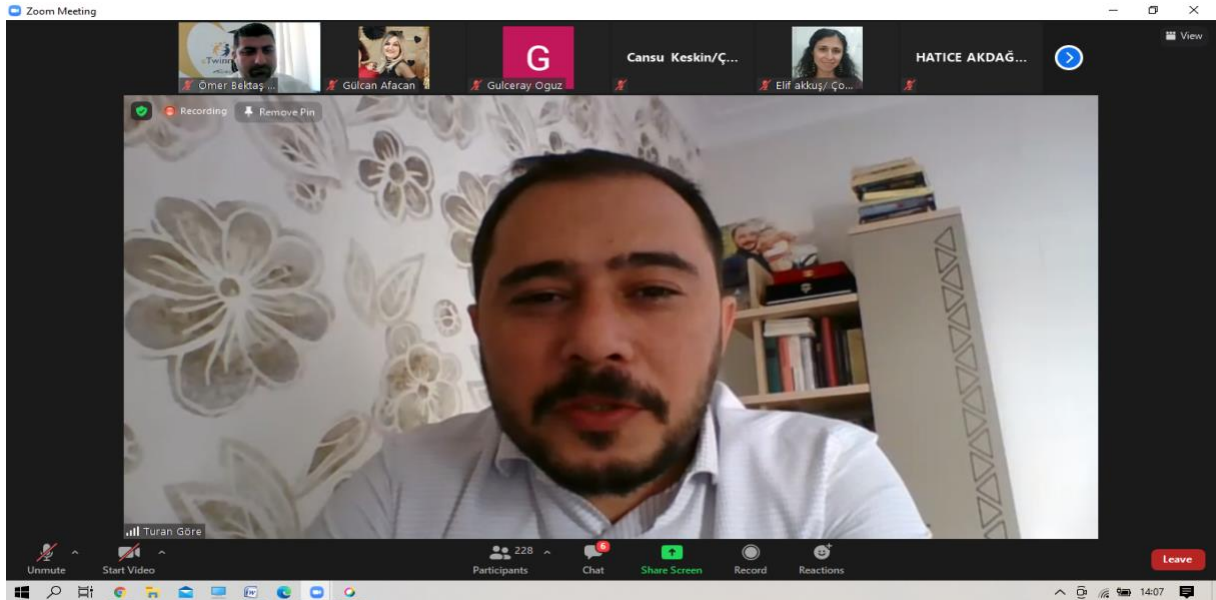 Zoom Meeting
View
eTwinn
Ömer Bektaş ...
Gülcan Afacan
G
Gulceray Oguz
Cansu Keskin/Ç...
Elif akkuş/ Ço...
HATICE AKDAĞ...
Recording
Remove Pin
Turan Göre
Unmute
Start Video
228
Participants
6
Chat
Share Screen
Record
Reactions
Leave
14:07